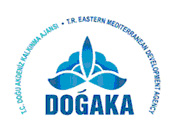 T.C. DOĞU AKDENİZ KALKINMA AJANSI • T.R. EASTERN MEDITERRANEAN DEVELOPMENT AGENCY
DOĞAKA